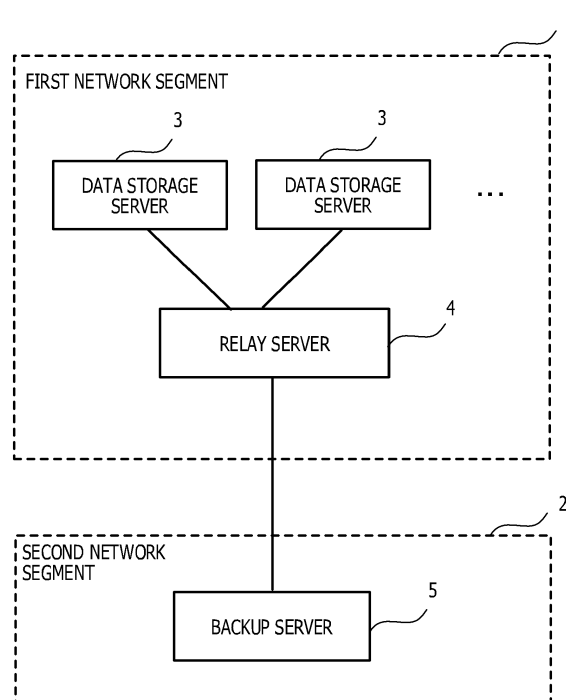 FIRST NETWORK SEGMENT
3
3
DATA STORAGE
SERVER
DATA STORAGE
SERVER
...
4
RELAY SERVER
2
SECOND NETWORK
SEGMENT
5
BACKUP SERVER